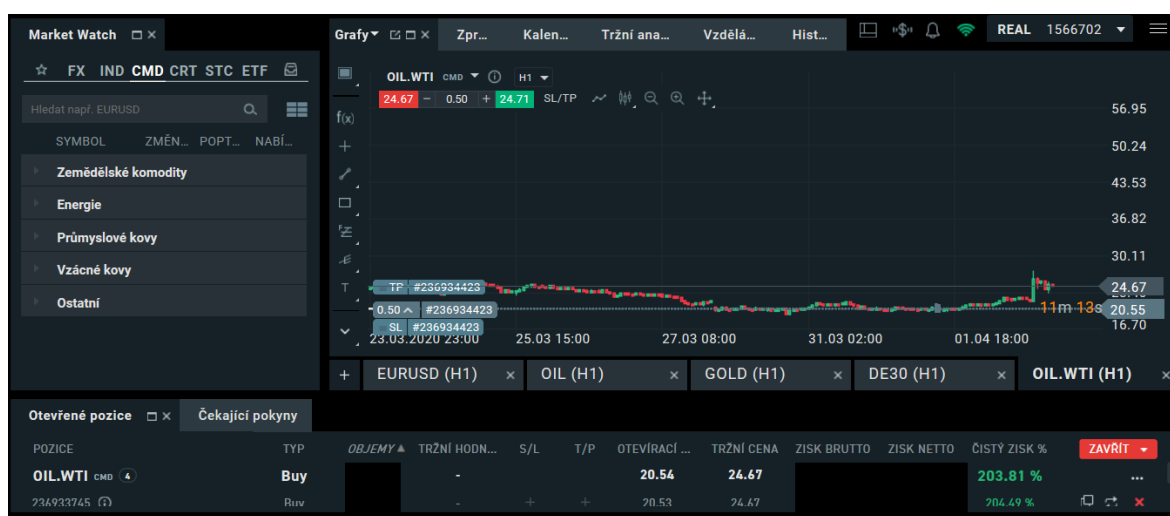 Market Watch
Grafy Zpr... Kalen... Tržní ana... Vzdělá... Hist... REAL 1566702
FX IND CMD CRT STC ETF
OIL.WTI CMD H1
Hledat např. EURUSD
24.67 − 0.50 + 24.71 SL/TP
f(x)
SYMBOL ZMĚN... POPT... NABÍ...
Zemědělské komodity
Energie
Průmyslové kovy
Vzácné kovy
Ostatní
56.95
50.24
43.53
36.82
30.11
TP #236934423
24.67
0.50 #236934423
11m 13s 20.55
SL #236934423
16.70
23.03.2020 23:00 25.03 15:00 27.03 08:00 31.03 02:00 01.04 18:00
+ EURUSD (H1) × OIL (H1) × GOLD (H1) × DE30 (H1) × OIL.WTI (H1) ×
Otevřené pozice Čekající pokyny
POZICE TYP OBJEMY TRŽNÍ HODN... S/L T/P OTEVÍRACÍ ... TRŽNÍ CENA ZISK BRUTTO ZISK NETTO ČISTÝ ZISK % ZAVŘÍT
OIL.WTI CMD 4 Buy - 20.54 24.67 203.81 % ...
236933745 Buy - + + 20.53 24.67 204.49 %